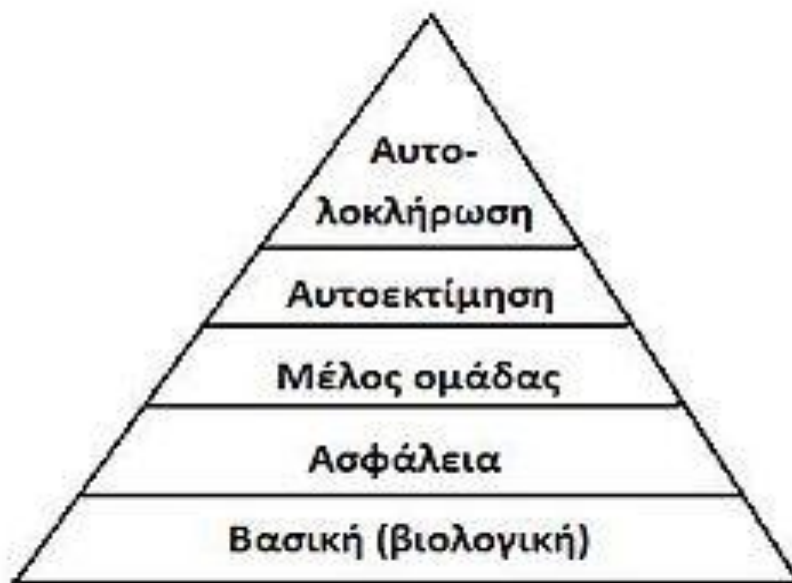 Αυτο-
λοκλήρωση
Αυτοεκτίμηση
Μέλος ομάδας
Ασφάλεια
Βασική (βιολογική)